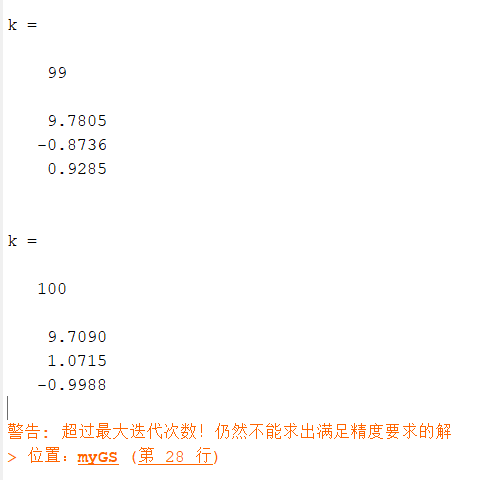 k =
99
9.7805
-0.8736
0.9285
k =
100
9.7090
1.0715
-0.9988
警告: 超过最大迭代次数! 仍然不能求出满足精度要求的解
> 位置: myGS (第 28 行)